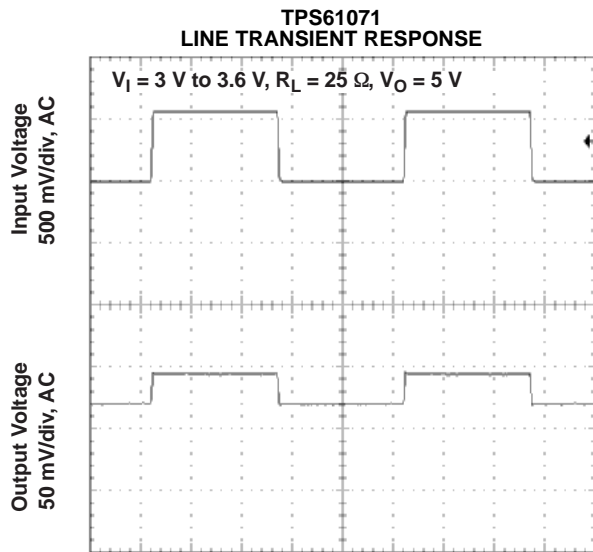 TPS61071
LINE TRANSIENT RESPONSE
V_I = 3 V to 3.6 V, R_L = 25 Ω, V_O = 5 V
Input Voltage
500 mV/div, AC
Output Voltage
50 mV/div, AC